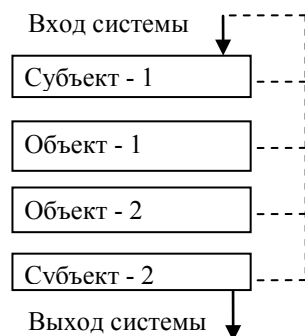 Вход системы
Субъект - 1
Объект - 1
Объект - 2
Субъект - 2
Выход системы